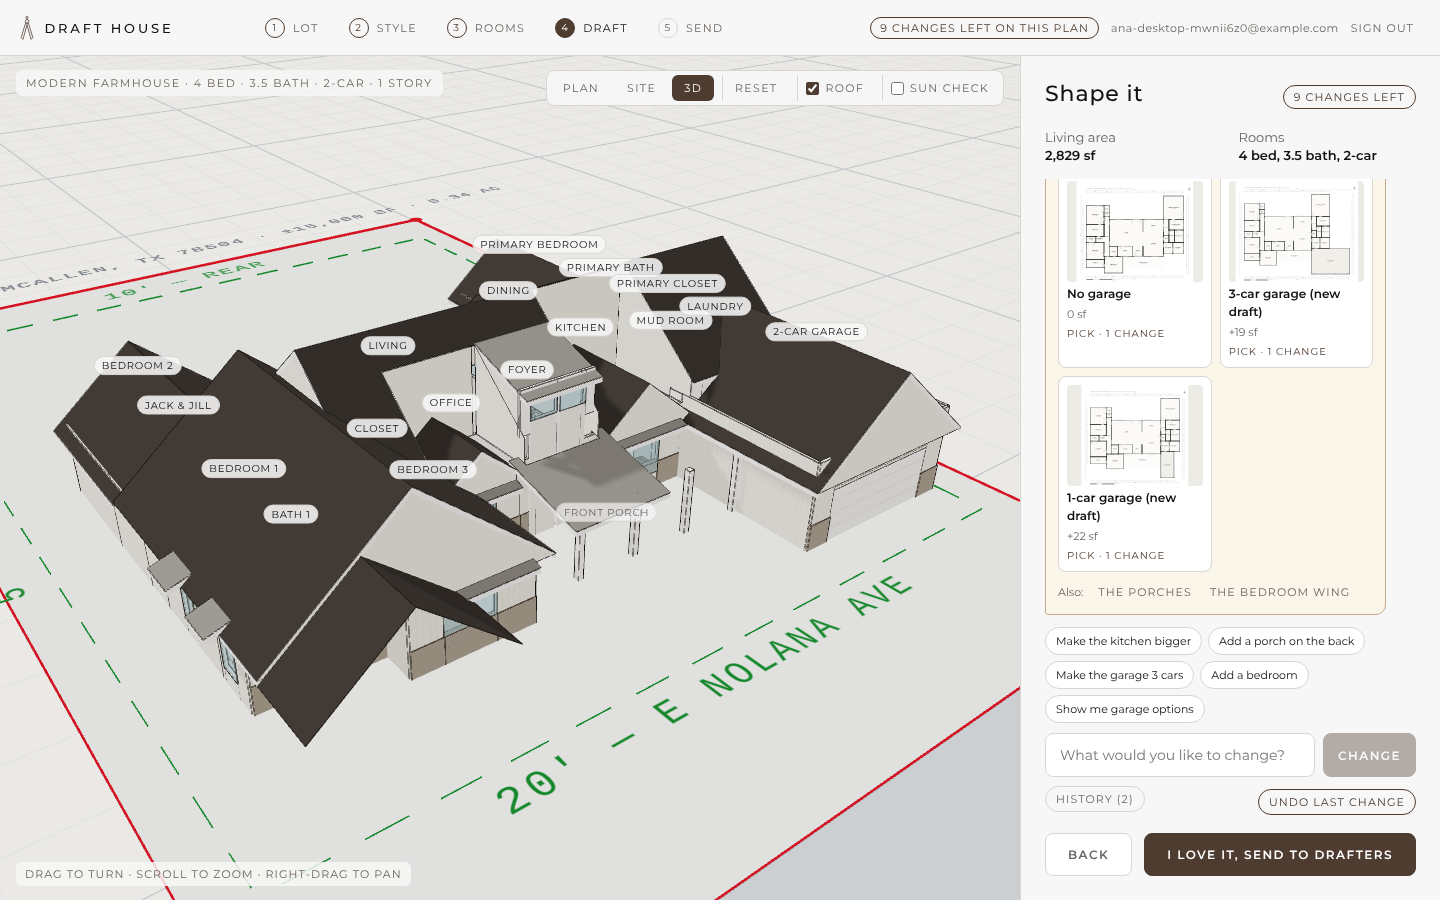 DRAFT HOUSE
1 LOT
2 STYLE
3 ROOMS
4 DRAFT
5 SEND
9 CHANGES LEFT ON THIS PLAN
ana-desktop-mwnii6z0@example.com
SIGN OUT
MODERN FARMHOUSE · 4 BED · 3.5 BATH · 2-CAR · 1 STORY
PLAN
SITE
3D
RESET
ROOF
SUN CHECK
MCALLEN, TX 78504 ·
10' — REAR
PRIMARY BEDROOM
PRIMARY BATH
PRIMARY CLOSET
DINING
LAUNDRY
MUD ROOM
KITCHEN
2-CAR GARAGE
LIVING
BEDROOM 2
FOYER
JACK & JILL
OFFICE
CLOSET
BEDROOM 1
BEDROOM 3
BATH 1
FRONT PORCH
20' — E NOLANA AVE
DRAG TO TURN · SCROLL TO ZOOM · RIGHT-DRAG TO PAN
Shape it
9 CHANGES LEFT
Living area
2,829 sf
Rooms
4 bed, 3.5 bath, 2-car
No garage
0 sf
PICK · 1 CHANGE
3-car garage (new
draft)
+19 sf
PICK · 1 CHANGE
1-car garage (new
draft)
+22 sf
PICK · 1 CHANGE
Also:
THE PORCHES
THE BEDROOM WING
Make the kitchen bigger
Add a porch on the back
Make the garage 3 cars
Add a bedroom
Show me garage options
What would you like to change?
CHANGE
HISTORY (2)
UNDO LAST CHANGE
BACK
I LOVE IT, SEND TO DRAFTERS